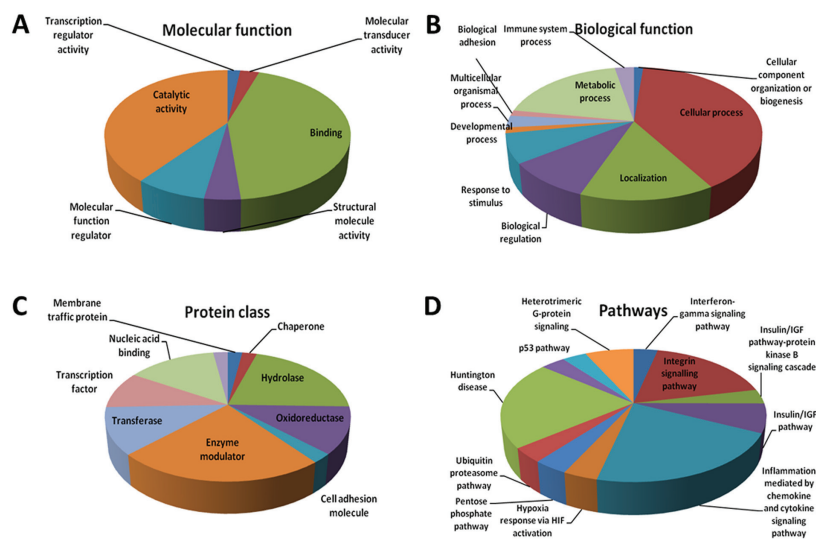 A
Molecular function
Transcription
regulator
activity
Molecular
transducer
activity
Catalytic
activity
Binding
Molecular
function
regulator
Structural
molecule
activity
B
Biological function
Biological
adhesion
Immune system
process
Cellular
component
organization or
biogenesis
Multicellular
organismal
process
Metabolic
process
Cellular process
Developmental
process
Localization
Response to
stimulus
Biological
regulation
C
Protein class
Membrane
traffic protein
Chaperone
Nucleic acid
binding
Hydrolase
Transcription
factor
Oxidoreductase
Transferase
Enzyme
modulator
Cell adhesion
molecule
D
Pathways
Heterotrimeric
G-protein
signaling
Interferon-
gamma signaling
pathway
Insulin/IGF
pathway-protein
kinase B
signaling cascade
p53 pathway
Integrin
signalling
pathway
Huntington
disease
Insulin/IGF
pathway
Ubiquitin
proteasome
pathway
Inflammation
mediated by
chemokine
and cytokine
signaling
pathway
Pentose
phosphate
pathway
Hypoxia
response via HIF
activation